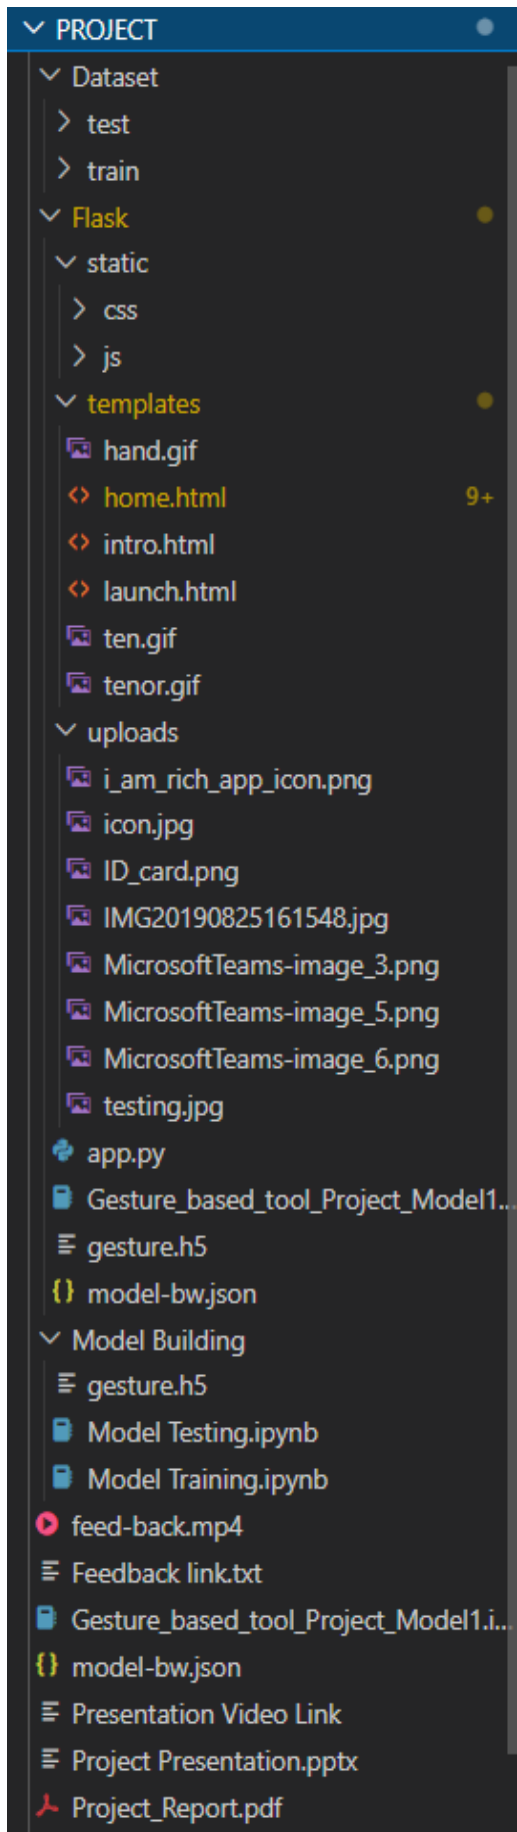 PROJECT
Dataset
test
train
Flask
static
css
js
templates
hand.gif
home.html 9+
intro.html
launch.html
ten.gif
tenor.gif
uploads
i_am_rich_app_icon.png
icon.jpg
ID_card.png
IMG20190825161548.jpg
MicrosoftTeams-image_3.png
MicrosoftTeams-image_5.png
MicrosoftTeams-image_6.png
testing.jpg
app.py
Gesture_based_tool_Project_Model1...
gesture.h5
{} model-bw.json
Model Building
gesture.h5
Model Testing.ipynb
Model Training.ipynb
feed-back.mp4
Feedback link.txt
Gesture_based_tool_Project_Model1.i...
{} model-bw.json
Presentation Video Link
Project Presentation.pptx
Project_Report.pdf